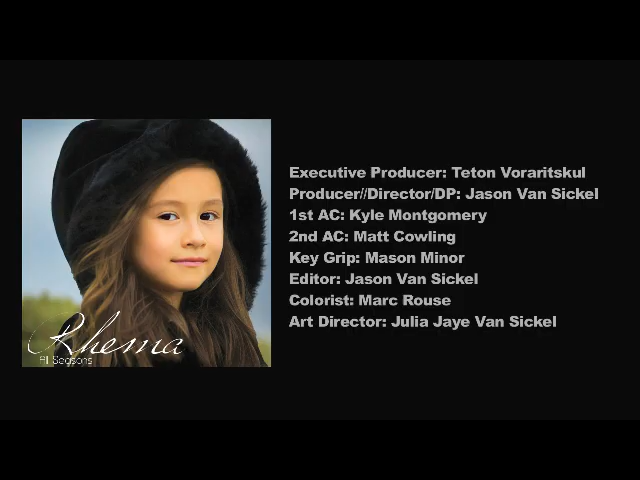 Rhema
All Seasons
Executive Producer: Teton Voraritskul
Producer//Director/DP: Jason Van Sickel
1st AC: Kyle Montgomery
2nd AC: Matt Cowling
Key Grip: Mason Minor
Editor: Jason Van Sickel
Colorist: Marc Rouse
Art Director: Julia Jaye Van Sickel